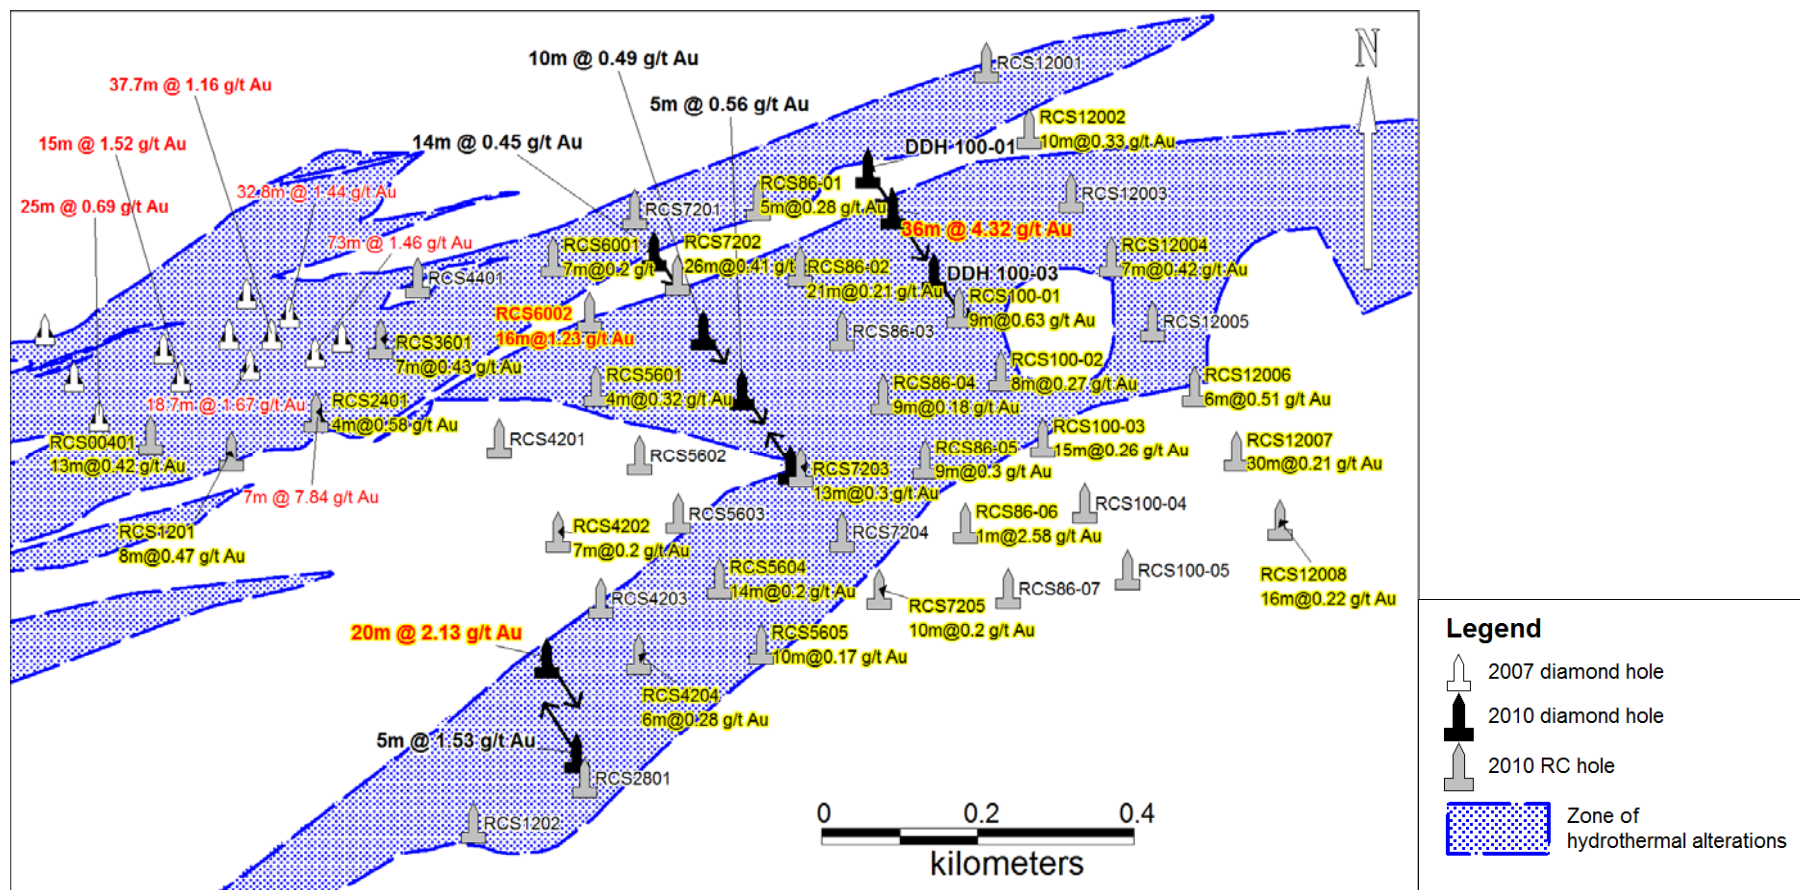 RCS12001
10m @ 0.49 g/t Au
N
37.7m @ 1.16 g/t Au
5m @ 0.56 g/t Au
RCS12002
10m@0.33 g/t Au
15m @ 1.52 g/t Au
14m @ 0.45 g/t Au
DDH 100-01
32.8m @ 1.44 g/t Au
RCS86-01
5m@0.28 g/t Au
RCS12003
25m @ 0.69 g/t Au
RCS7201
36m @ 4.32 g/t Au
73m @ 1.46 g/t Au
RCS6001
7m@0.2 g/t
RCS7202
26m@0.41 g/t
RCS86-02
21m@0.21 g/t Au
RCS12004
7m@0.42 g/t Au
RCS4401
DDH 100-03
RCS100-01
9m@0.63 g/t Au
RCS6002
16m@1.23 g/t Au
RCS86-03
RCS12005
RCS3601
7m@0.43 g/t Au
RCS100-02
8m@0.27 g/t Au
RCS5601
4m@0.32 g/t Au
RCS86-04
9m@0.18 g/t Au
RCS12006
6m@0.51 g/t Au
18.7m @ 1.67 g/t Au
RCS2401
4m@0.58 g/t Au
RCS00401
13m@0.42 g/t Au
RCS4201
RCS5602
RCS86-05
9m@0.3 g/t Au
RCS100-03
15m@0.26 g/t Au
RCS12007
30m@0.21 g/t Au
RCS7203
13m@0.3 g/t Au
7m @ 7.84 g/t Au
RCS1201
8m@0.47 g/t Au
RCS4202
7m@0.2 g/t Au
RCS5603
RCS7204
RCS86-06
1m@2.58 g/t Au
RCS100-04
RCS5604
14m@0.2 g/t Au
RCS100-05
RCS12008
16m@0.22 g/t Au
RCS4203
RCS7205
10m@0.2 g/t Au
RCS86-07
20m @ 2.13 g/t Au
RCS5605
10m@0.17 g/t Au
RCS4204
6m@0.28 g/t Au
5m @ 1.53 g/t Au
RCS2801
RCS1202
0 0.2 0.4
kilometers
Legend
2007 diamond hole
2010 diamond hole
2010 RC hole
Zone of
hydrothermal alterations